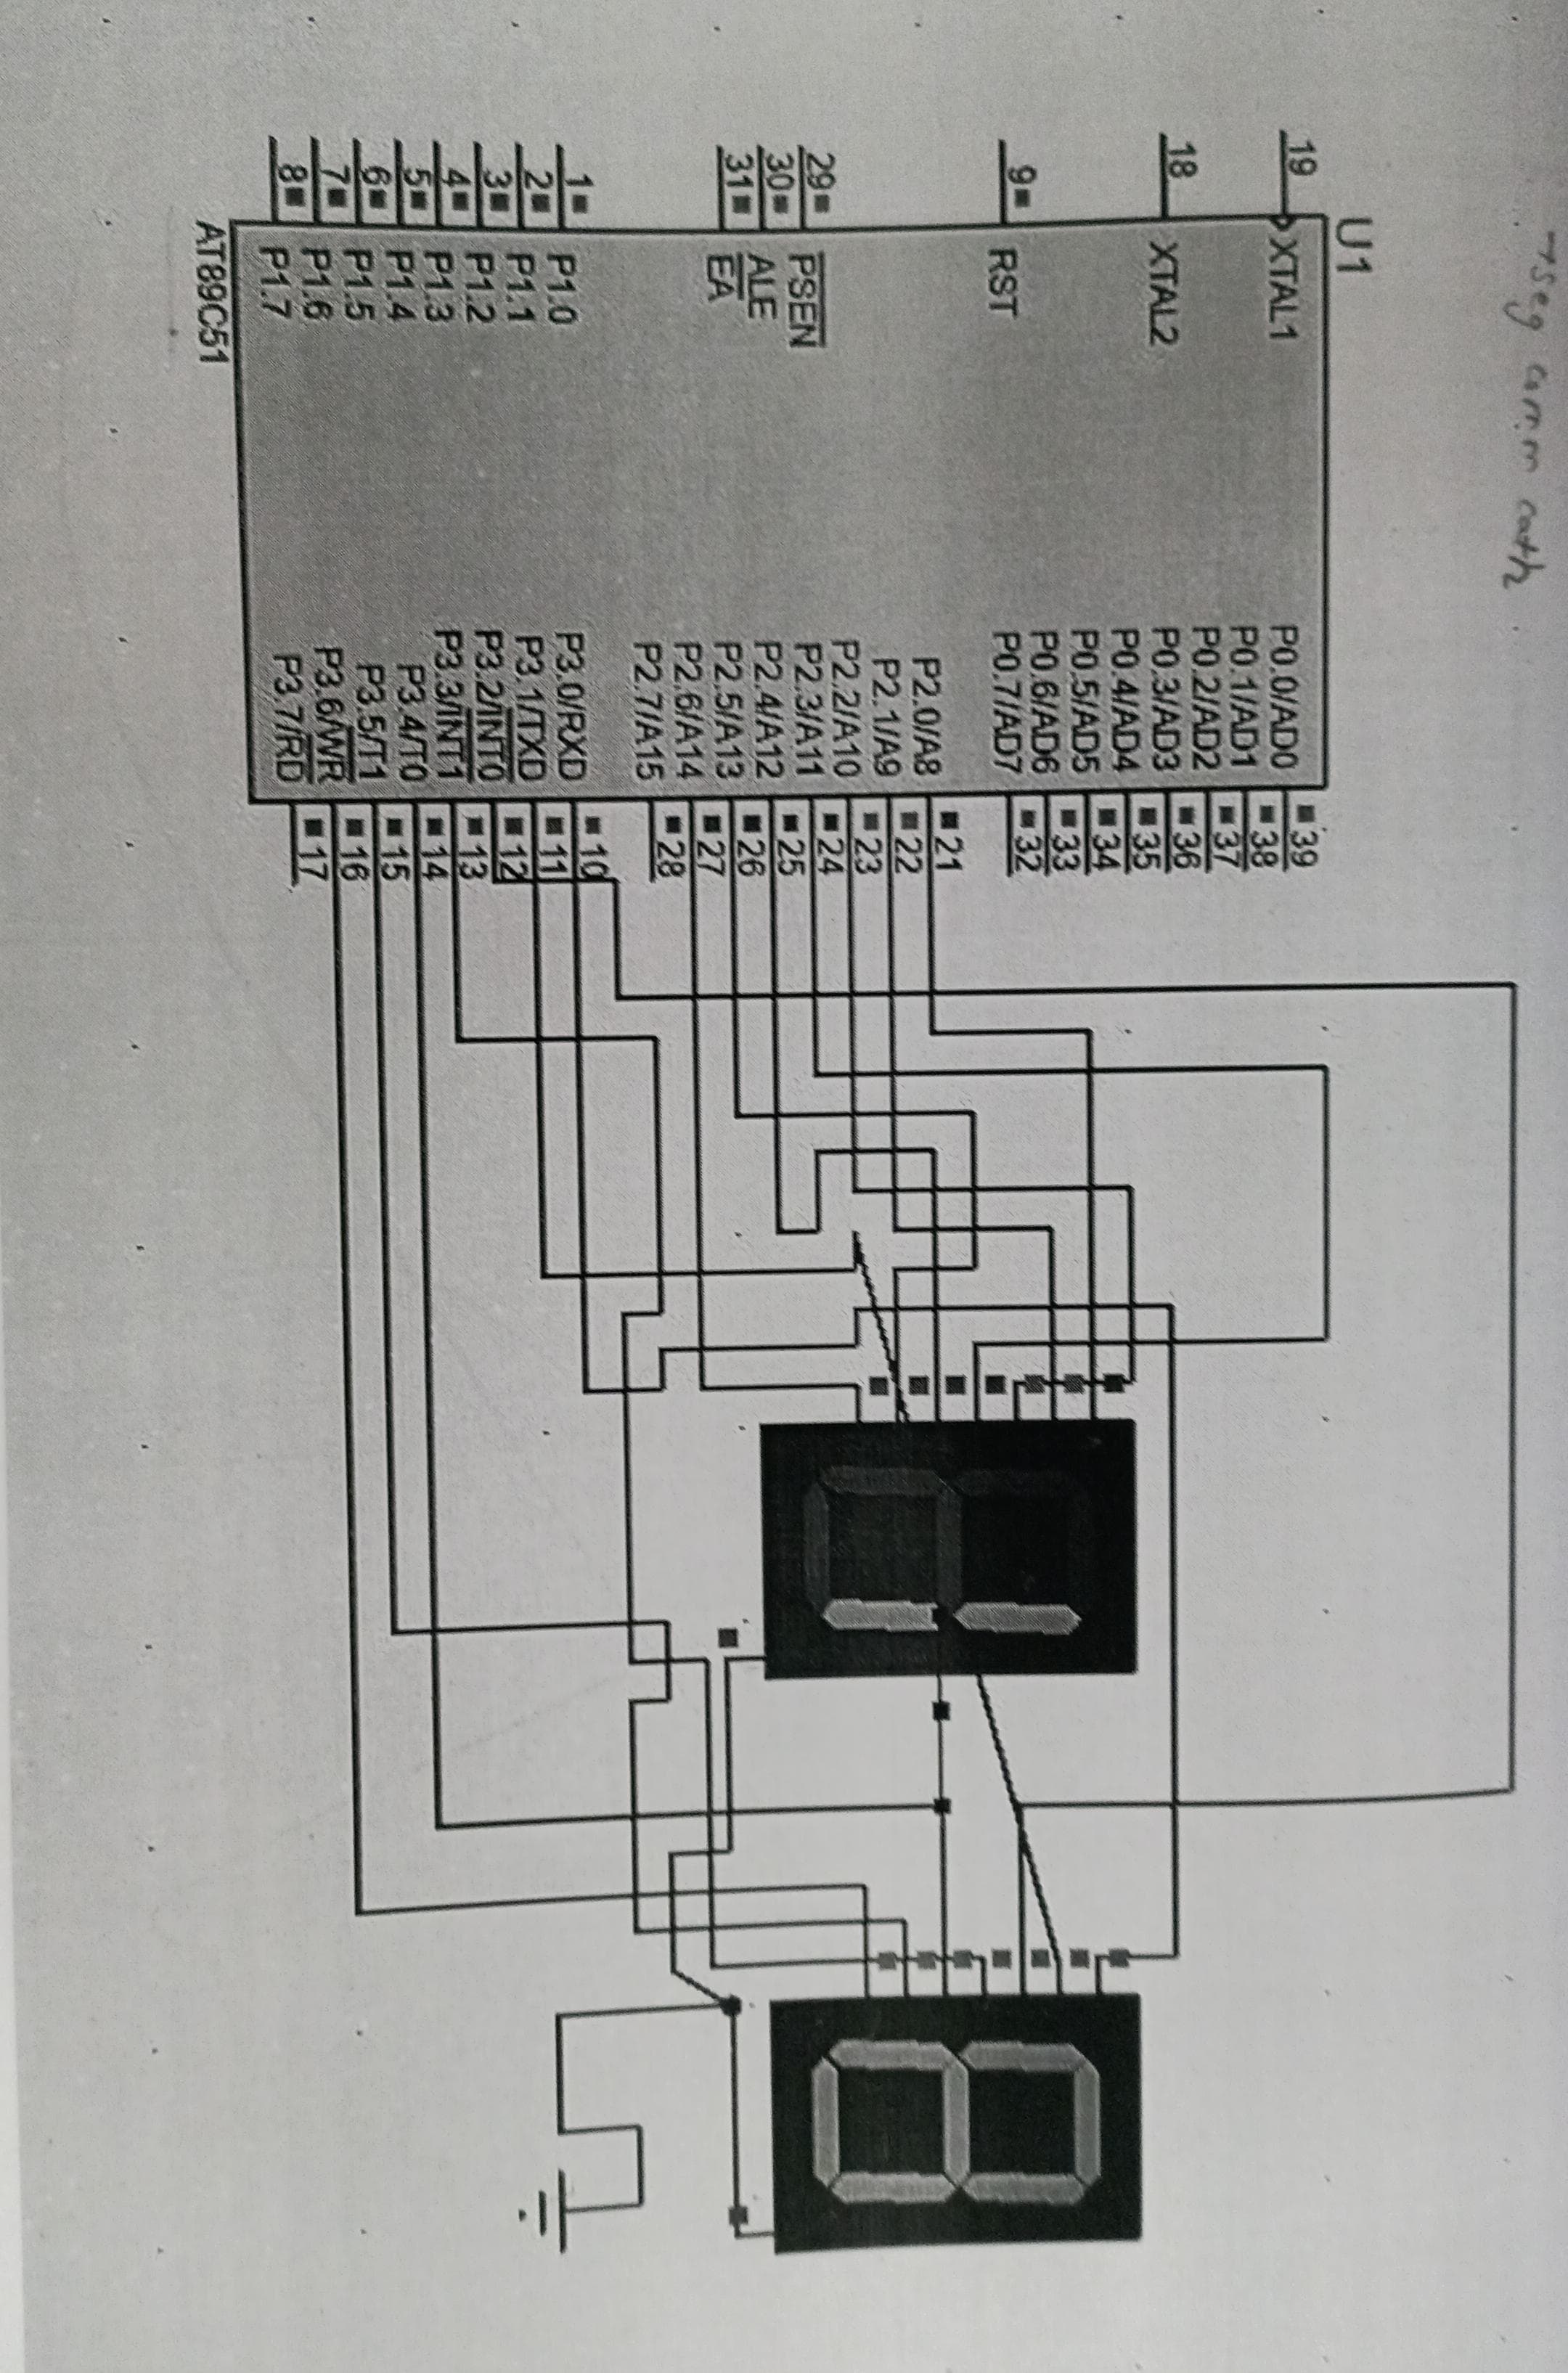 7 seg comm cath
U1
19
XTAL1
18
XTAL2
9
RST
29
PSEN
30
ALE
31
EA
1
P1.0
2
P1.1
3
P1.2
4
P1.3
5
P1.4
6
P1.5
7
P1.6
8
P1.7
P0.0/AD0
39
P0.1/AD1
38
P0.2/AD2
37
P0.3/AD3
36
P0.4/AD4
35
P0.5/AD5
34
P0.6/AD6
33
P0.7/AD7
32
P2.0/A8
21
P2.1/A9
22
P2.2/A10
23
P2.3/A11
24
P2.4/A12
25
P2.5/A13
26
P2.6/A14
27
P2.7/A15
28
P3.0/RXD
10
P3.1/TXD
11
P3.2/INT0
12
P3.3/INT1
13
P3.4/T0
14
P3.5/T1
15
P3.6/WR
16
P3.7/RD
17
AT89C51